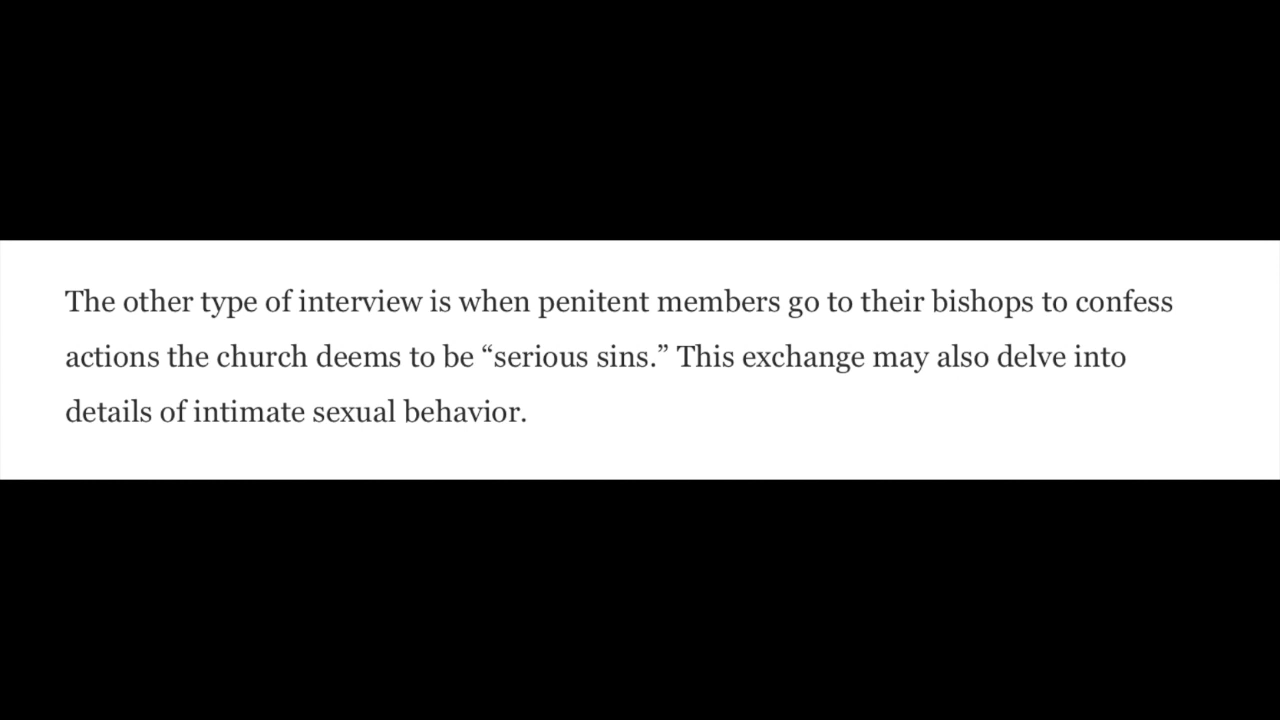 The other type of interview is when penitent members go to their bishops to confess
actions the church deems to be “serious sins.” This exchange may also delve into
details of intimate sexual behavior.